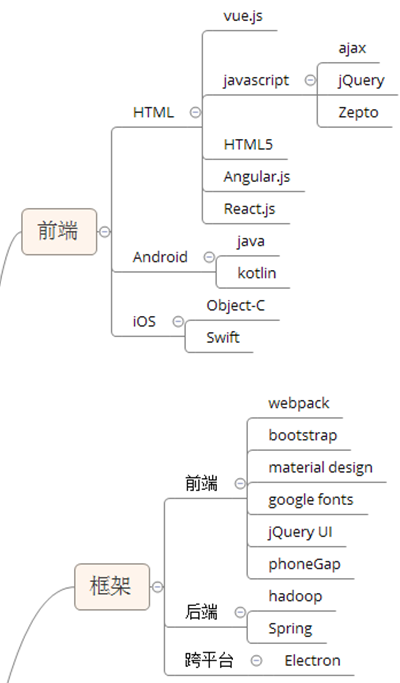 vue.js
ajax
javascript
jQuery
Zepto
HTML
HTML5
Angular.js
React.js
前端
java
Android
kotlin
Object-C
iOS
Swift
webpack
bootstrap
material design
前端
google fonts
jQuery UI
phoneGap
框架
hadoop
后端
Spring
跨平台
Electron